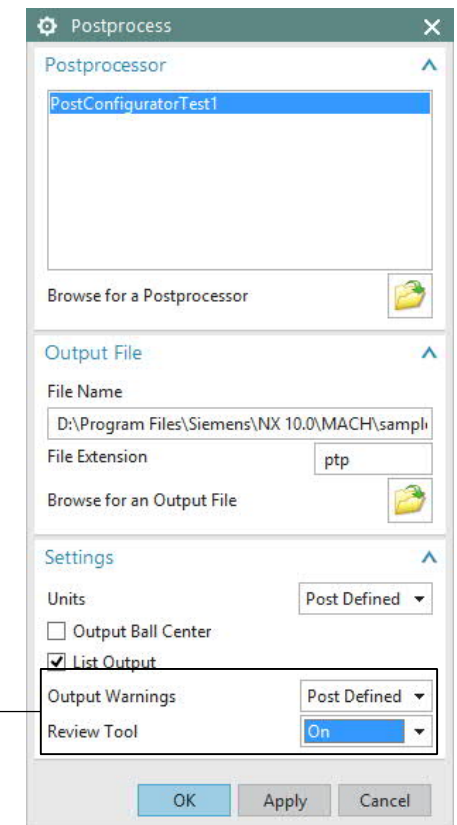 Postprocess
Postprocessor
PostConfiguratorTest1
Browse for a Postprocessor
Output File
File Name
D:\Program Files\Siemens\NX 10.0\MACH\sampl
File Extension
ptp
Browse for an Output File
Settings
Units
Post Defined
Output Ball Center
List Output
Output Warnings
Post Defined
Review Tool
On
OK
Apply
Cancel